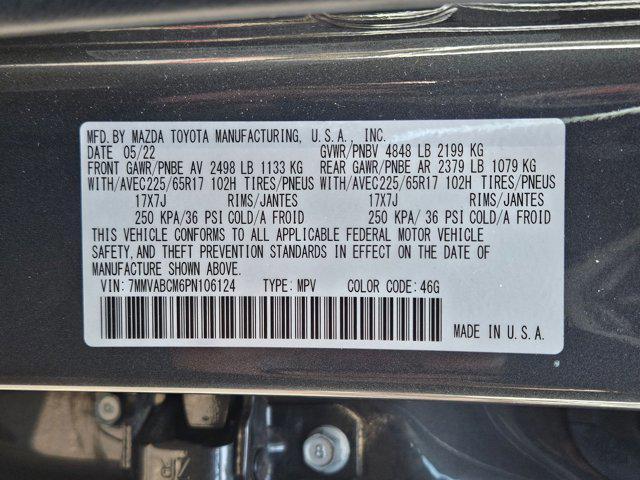 MFD. BY MAZDA TOYOTA MANUFACTURING, U.S.A., INC.
DATE 05/22 GVWR/PNBV 4848 LB 2199 KG
FRONT GAWR/PNBE AV 2498 LB 1133 KG REAR GAWR/PNBE AR 2379 LB 1079 KG
WITH/AVEC225/65R17 102H TIRES/PNEUS WITH/AVEC225/65R17 102H TIRES/PNEUS
17X7J RIMS/JANTES 17X7J RIMS/JANTES
250 KPA/36 PSI COLD/A FROID 250 KPA/36 PSI COLD/A FROID
THIS VEHICLE CONFORMS TO ALL APPLICABLE FEDERAL MOTOR VEHICLE
SAFETY, AND THEFT PREVENTION STANDARDS IN EFFECT ON THE DATE OF
MANUFACTURE SHOWN ABOVE.
VIN: 7MMVABCM6PN106124 TYPE: MPV COLOR CODE: 46G
MADE IN U.S.A.
8